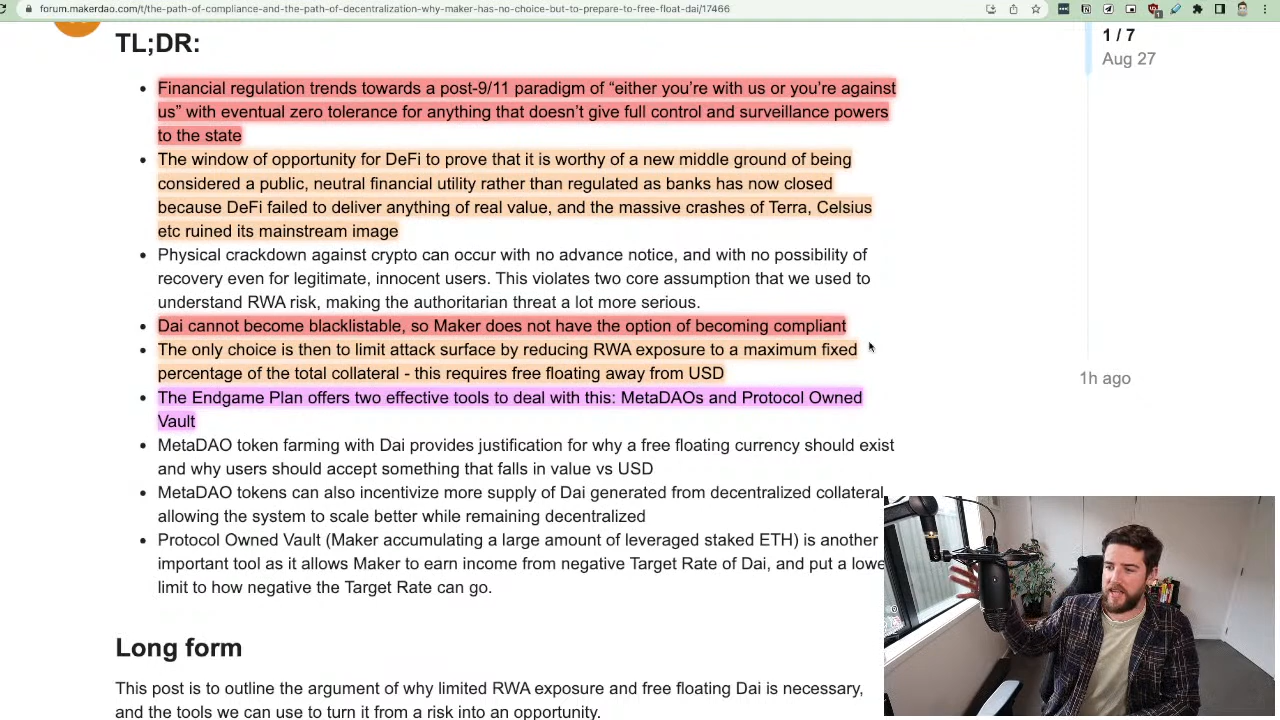 forum.makerdao.com/t/the-path-of-compliance-and-the-path-of-decentralization-why-maker-has-no-choice-but-to-prepare-to-free-float-dai/17466
TL;DR:
1 / 7
Aug 27
• Financial regulation trends towards a post-9/11 paradigm of “either you’re with us or you’re against
us” with eventual zero tolerance for anything that doesn’t give full control and surveillance powers
to the state
• The window of opportunity for DeFi to prove that it is worthy of a new middle ground of being
considered a public, neutral financial utility rather than regulated as banks has now closed
because DeFi failed to deliver anything of real value, and the massive crashes of Terra, Celsius
etc ruined its mainstream image
• Physical crackdown against crypto can occur with no advance notice, and with no possibility of
recovery even for legitimate, innocent users. This violates two core assumption that we used to
understand RWA risk, making the authoritarian threat a lot more serious.
• Dai cannot become blacklistable, so Maker does not have the option of becoming compliant
• The only choice is then to limit attack surface by reducing RWA exposure to a maximum fixed
percentage of the total collateral - this requires free floating away from USD
1h ago
• The Endgame Plan offers two effective tools to deal with this: MetaDAOs and Protocol Owned
Vault
• MetaDAO token farming with Dai provides justification for why a free floating currency should exist
and why users should accept something that falls in value vs USD
• MetaDAO tokens can also incentivize more supply of Dai generated from decentralized collateral,
allowing the system to scale better while remaining decentralized
• Protocol Owned Vault (Maker accumulating a large amount of leveraged staked ETH) is another
important tool as it allows Maker to earn income from negative Target Rate of Dai, and put a lowe
limit to how negative the Target Rate can go.
Long form
This post is to outline the argument of why limited RWA exposure and free floating Dai is necessary,
and the tools we can use to turn it from a risk into an opportunity.